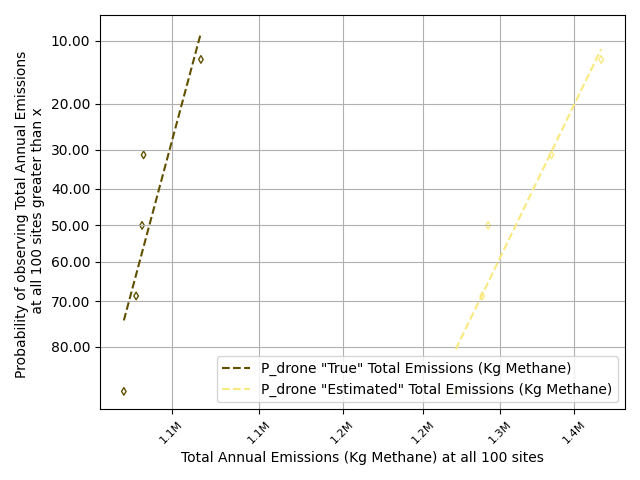 Probability of observing Total Annual Emissions
at all 100 sites greater than x
10.00
20.00
30.00
40.00
50.00
60.00
70.00
80.00
P_drone "True" Total Emissions (Kg Methane)
P_drone "Estimated" Total Emissions (Kg Methane)
1.1M 1.1M 1.2M 1.2M 1.3M 1.4M
Total Annual Emissions (Kg Methane) at all 100 sites